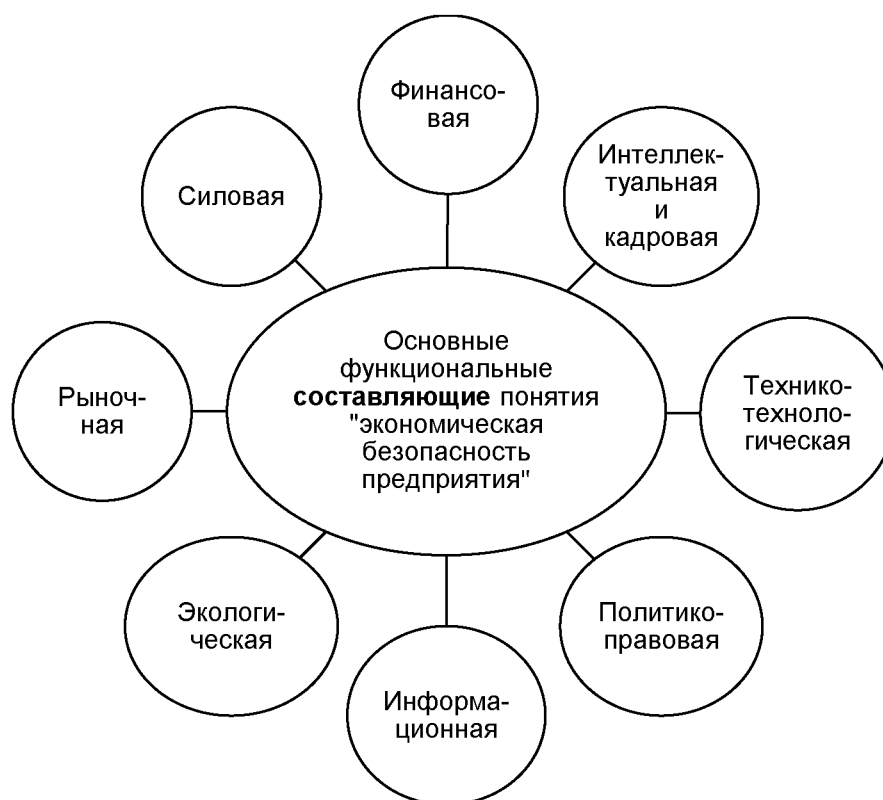 Финансо-
вая
Интеллек-
туальная
и
кадровая
Силовая
Основные
функциональные
составляющие понятия
"экономическая
безопасность
предприятия"
Рыноч-
ная
Технико-
техноло-
гическая
Экологи-
ческая
Политико-
правовая
Информа-
ционная